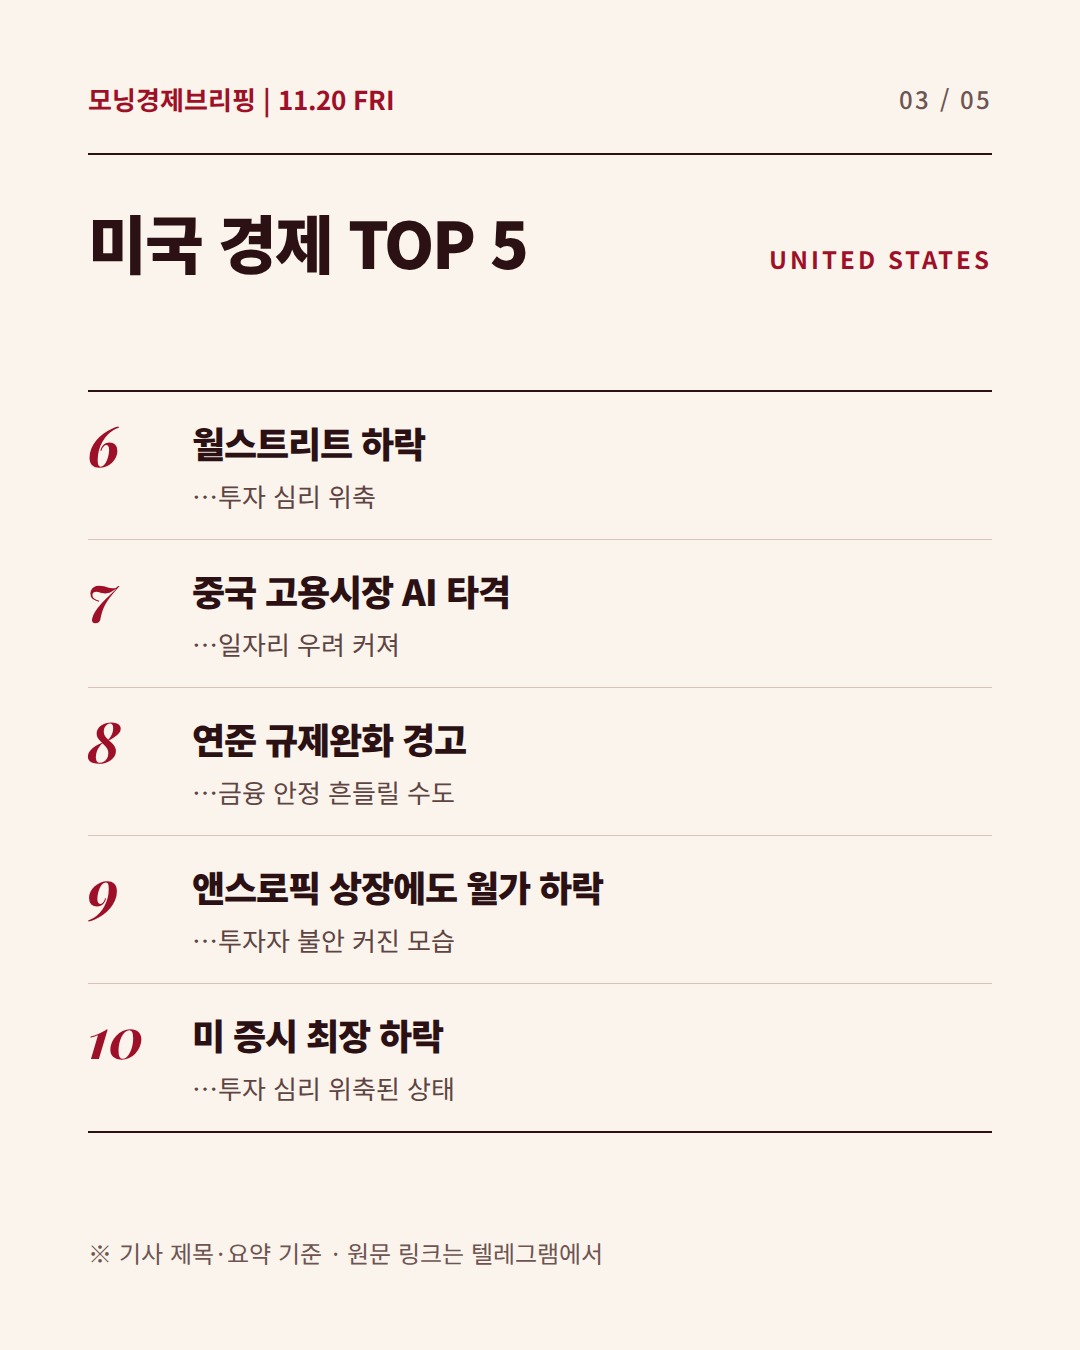 모닝경제브리핑 | 11.20 FRI
03 / 05
미국 경제 TOP 5
UNITED STATES
6
월스트리트 하락
…투자 심리 위축
7
중국 고용시장 AI 타격
…일자리 우려 커져
8
연준 규제완화 경고
…금융 안정 흔들릴 수도
9
앤스로픽 상장에도 월가 하락
…투자자 불안 커진 모습
10
미 증시 최장 하락
…투자 심리 위축된 상태
※ 기사 제목·요약 기준 · 원문 링크는 텔레그램에서